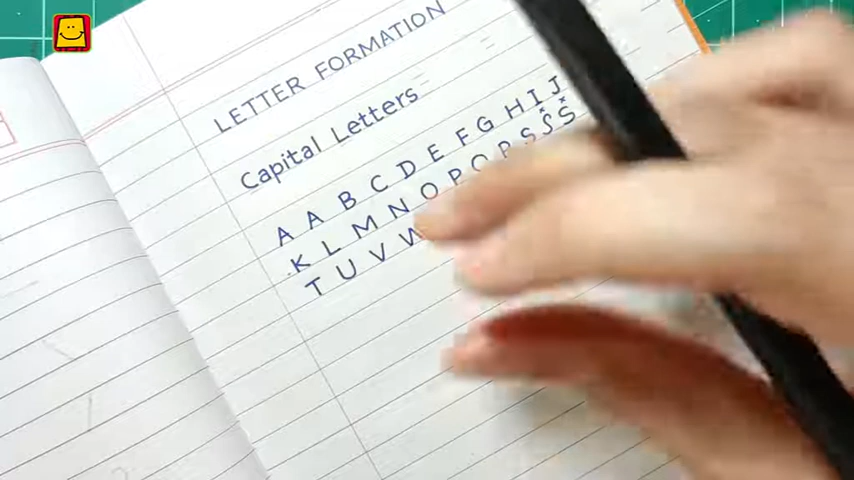 LETTER FORMATION
Capital Letters
A A B C D E F G H I J
K L M N O P Q R S S S
T U V W